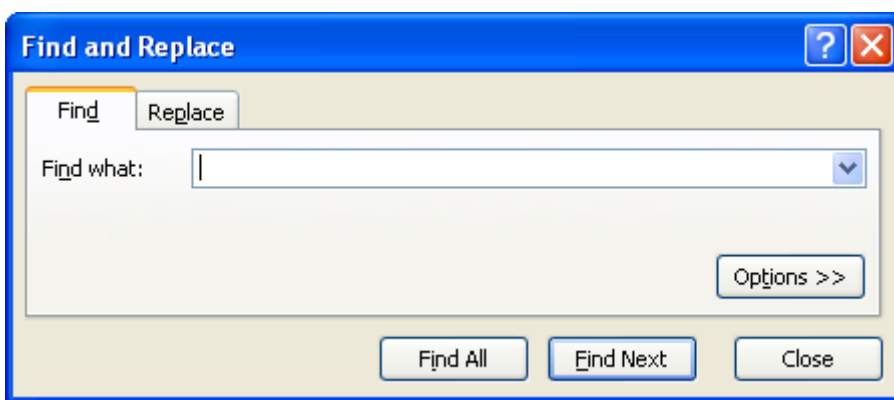 Find and Replace ?
Find Replace
Find what:
Options >>
Find All Find Next Close